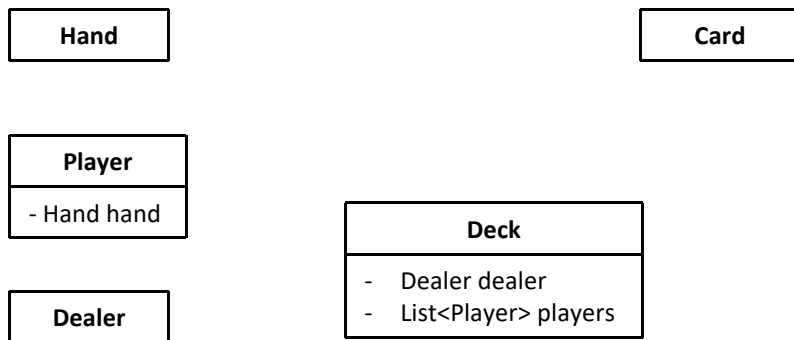 Hand
Card
Player
- Hand hand
Deck
- Dealer dealer
- List<Player> players
Dealer